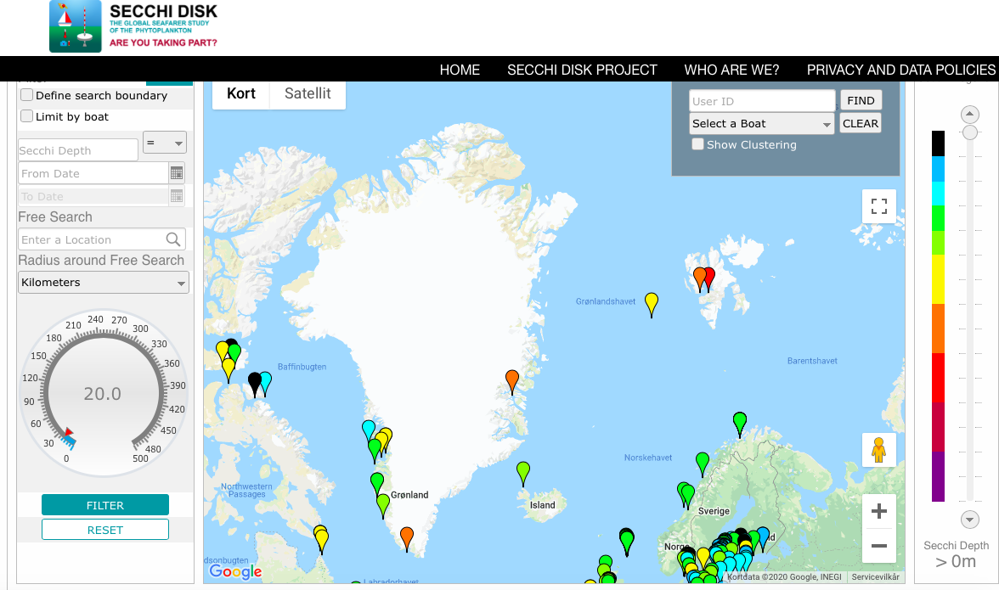 SECCHI DISK
THE GLOBAL SEAFARER STUDY
OF THE PHYTOPLANKTON
ARE YOU TAKING PART?
HOME SECCHI DISK PROJECT WHO ARE WE? PRIVACY AND DATA POLICIES
Define search boundary
Limit by boat
Secchi Depth =
From Date
To Date
Free Search
Enter a Location
Radius around Free Search
Kilometers
0 30 60 90 120 150 180 210 240 270 300 330 360 390 420 450 480 500
20.0
FILTER
RESET
Kort Satellit
User ID FIND
Select a Boat CLEAR
Show Clustering
Grønlandshavet
Barentshavet
Baffinbugten
Norskehavet
Northwestern
Passages
Grønland
Island
Sverige
Norge
dsonbugten
Labradorhavet
Google
Kortdata ©2020 Google, INEGI Servicevilkår
Secchi Depth
> 0m